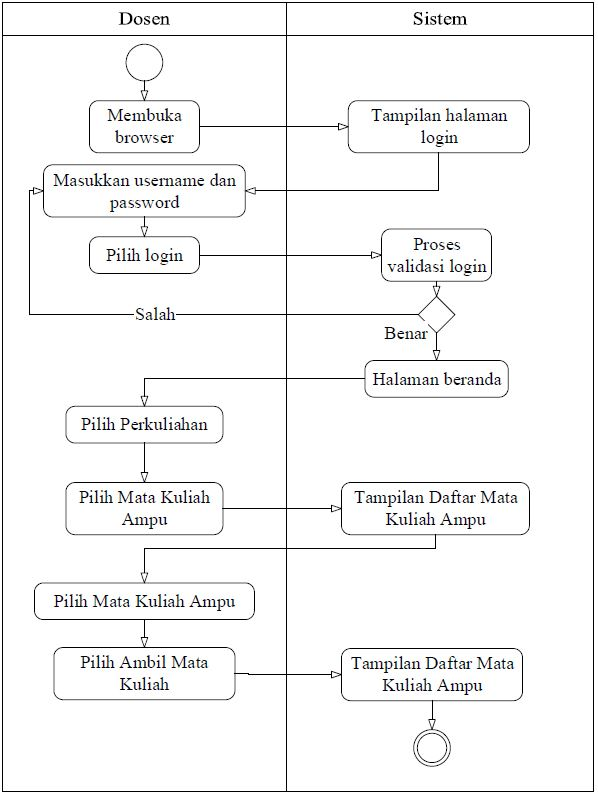 Dosen
Sistem
Membuka
browser
Tampilan halaman
login
Masukkan username dan
password
Pilih login
Proses
validasi login
Salah
Benar
Halaman beranda
Pilih Perkuliahan
Pilih Mata Kuliah
Ampu
Tampilan Daftar Mata
Kuliah Ampu
Pilih Mata Kuliah Ampu
Pilih Ambil Mata
Kuliah
Tampilan Daftar Mata
Kuliah Ampu